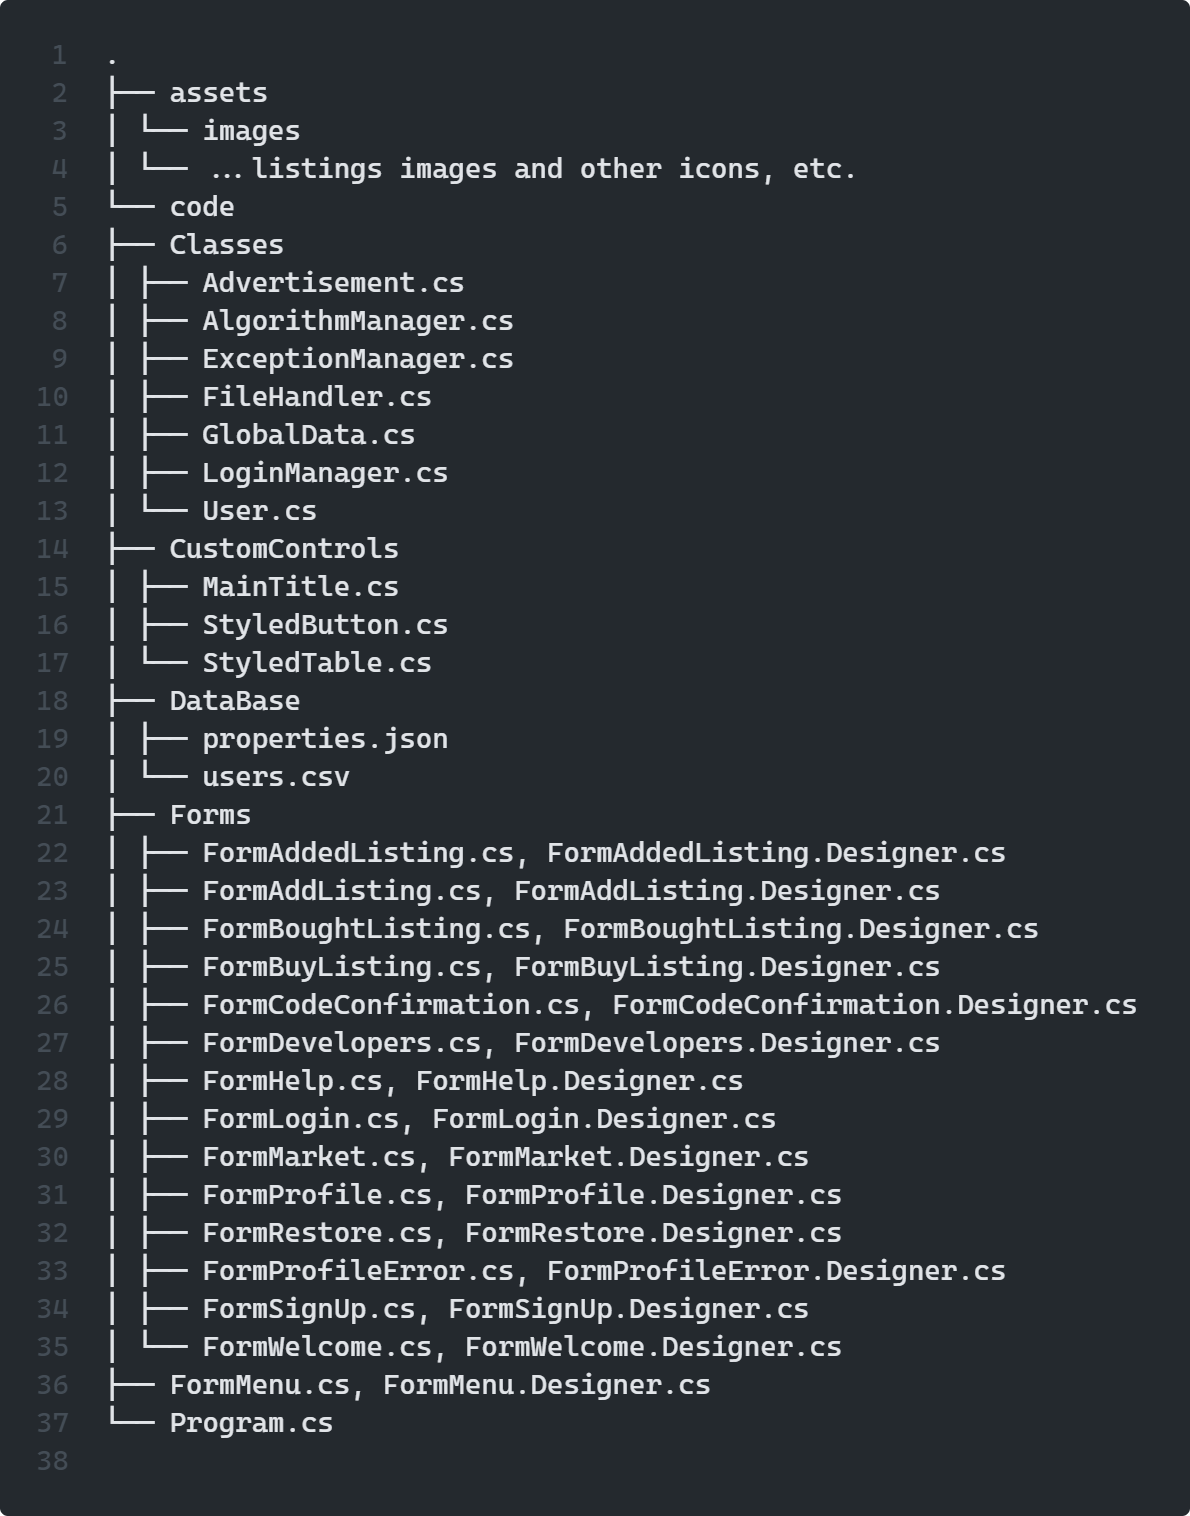 1 .
2 ├── assets
3 │ └── images
4 │ └── ...listings images and other icons, etc.
5 └── code
6 ├── Classes
7 │ ├── Advertisement.cs
8 │ ├── AlgorithmManager.cs
9 │ ├── ExceptionManager.cs
10 │ ├── FileHandler.cs
11 │ ├── GlobalData.cs
12 │ ├── LoginManager.cs
13 │ └── User.cs
14 ├── CustomControls
15 │ ├── MainTitle.cs
16 │ ├── StyledButton.cs
17 │ └── StyledTable.cs
18 ├── DataBase
19 │ ├── properties.json
20 │ └── users.csv
21 ├── Forms
22 │ ├── FormAddedListing.cs, FormAddedListing.Designer.cs
23 │ ├── FormAddListing.cs, FormAddListing.Designer.cs
24 │ ├── FormBoughtListing.cs, FormBoughtListing.Designer.cs
25 │ ├── FormBuyListing.cs, FormBuyListing.Designer.cs
26 │ ├── FormCodeConfirmation.cs, FormCodeConfirmation.Designer.cs
27 │ ├── FormDevelopers.cs, FormDevelopers.Designer.cs
28 │ ├── FormHelp.cs, FormHelp.Designer.cs
29 │ ├── FormLogin.cs, FormLogin.Designer.cs
30 │ ├── FormMarket.cs, FormMarket.Designer.cs
31 │ ├── FormProfile.cs, FormProfile.Designer.cs
32 │ ├── FormRestore.cs, FormRestore.Designer.cs
33 │ ├── FormProfileError.cs, FormProfileError.Designer.cs
34 │ ├── FormSignUp.cs, FormSignUp.Designer.cs
35 │ └── FormWelcome.cs, FormWelcome.Designer.cs
36 ├── FormMenu.cs, FormMenu.Designer.cs
37 └── Program.cs
38